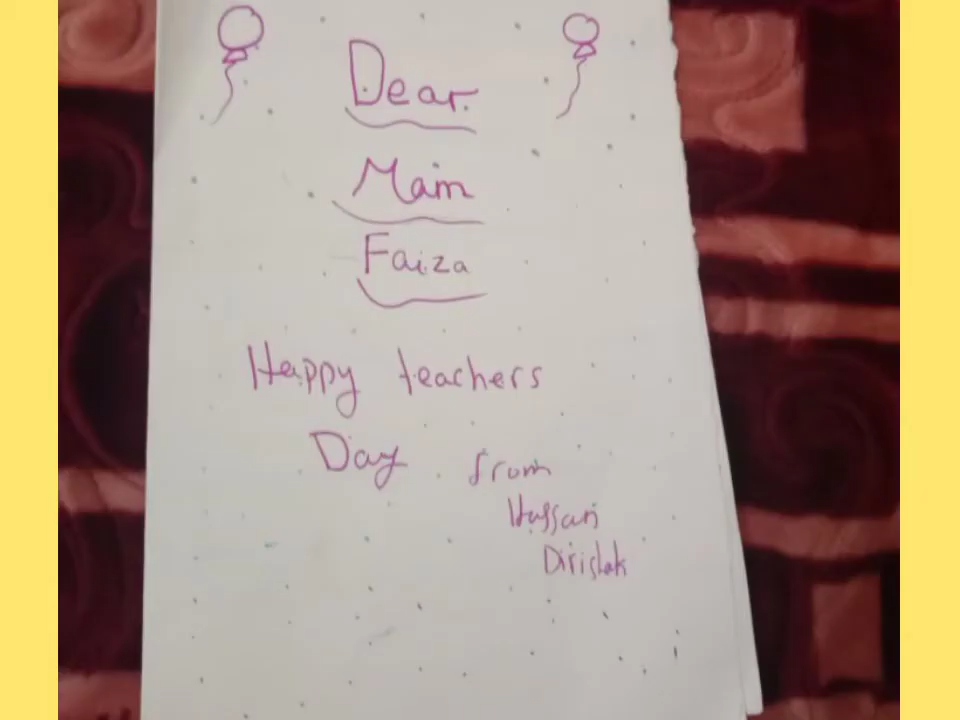 Dear
Mam
Faiza
Happy teachers
Day from
Hassan